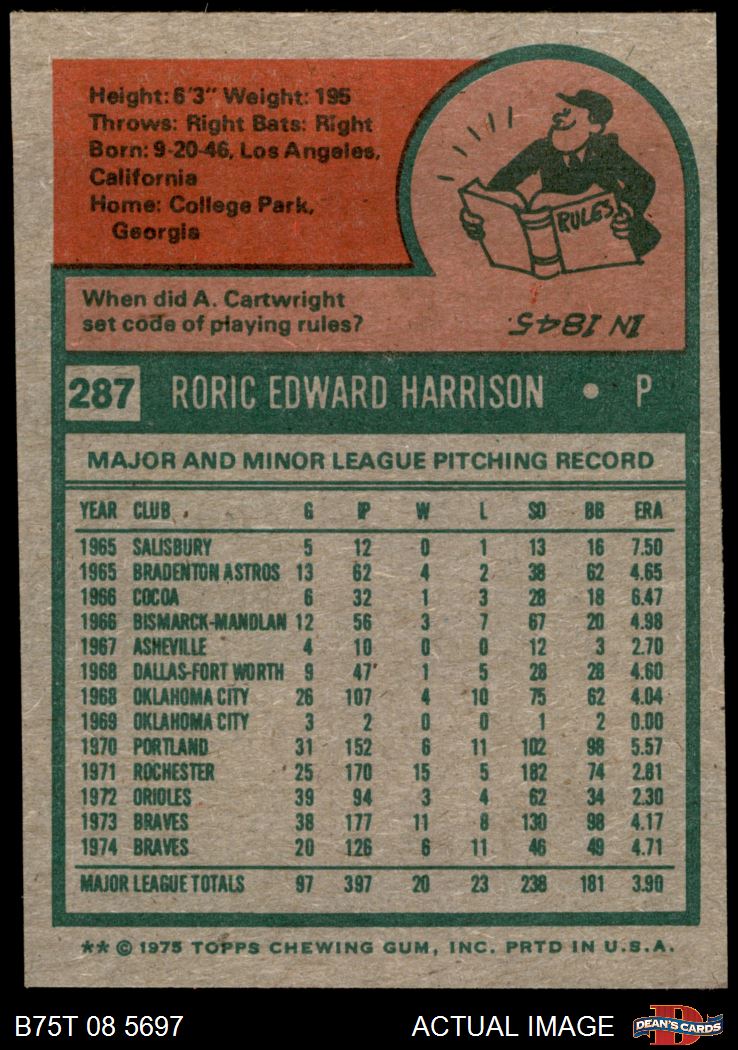 Height: 6'3" Weight: 195
Throws: Right Bats: Right
Born: 9-20-46, Los Angeles,
California
Home: College Park,
Georgia
RULES
When did A. Cartwright
set code of playing rules?
IN 1845.
287 RORIC EDWARD HARRISON • P
MAJOR AND MINOR LEAGUE PITCHING RECORD
YEAR CLUB G IP W L SO BB ERA
1965 SALISBURY 5 12 0 1 13 16 7.50
1965 BRADENTON ASTROS 13 62 4 2 38 62 4.65
1966 COCOA 6 32 1 3 28 18 6.47
1966 BISMARCK-MANDLAN 12 56 3 7 67 20 4.98
1967 ASHEVILLE 4 10 0 0 12 3 2.70
1968 DALLAS-FORT WORTH 9 47 1 5 28 28 4.60
1968 OKLAHOMA CITY 26 107 4 10 75 62 4.04
1969 OKLAHOMA CITY 3 2 0 0 1 2 0.00
1970 PORTLAND 31 152 6 11 102 98 5.57
1971 ROCHESTER 25 170 15 5 182 74 2.81
1972 ORIOLES 39 94 3 4 62 34 2.30
1973 BRAVES 38 177 11 8 130 98 4.17
1974 BRAVES 20 126 6 11 46 49 4.71
MAJOR LEAGUE TOTALS 97 397 20 23 238 181 3.90
** © 1975 TOPPS CHEWING GUM, INC. PRTD IN U.S.A.
B75T 08 5697 ACTUAL IMAGE D DEAN'S CARDS